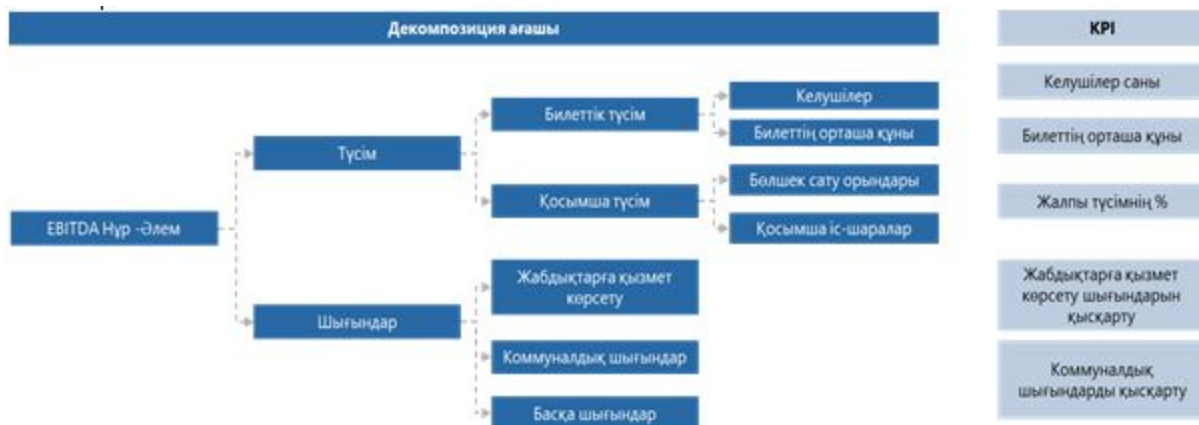 Декомпозиция ағашы
KPI
EBITDA Нұр -Әлем
Түсім
Шығындар
Билеттік түсім
Қосымша түсім
Жабдықтарға қызмет
көрсету
Коммуналдық шығындар
Басқа шығындар
Келушілер
Билеттің орташа құны
Бөлшек сату орындары
Қосымша іс-шаралар
Келушілер саны
Билеттің орташа құны
Жалпы түсімнің %
Жабдықтарға қызмет
көрсету шығындарын
қысқарту
Коммуналдық
шығындарды қысқарту